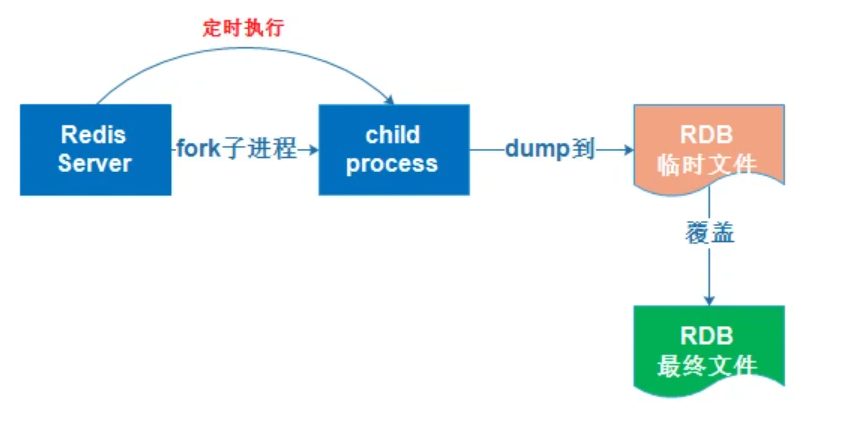 定时执行
Redis
Server
fork子进程
child
process
dump到
RDB
临时文件
覆盖
RDB
最终文件